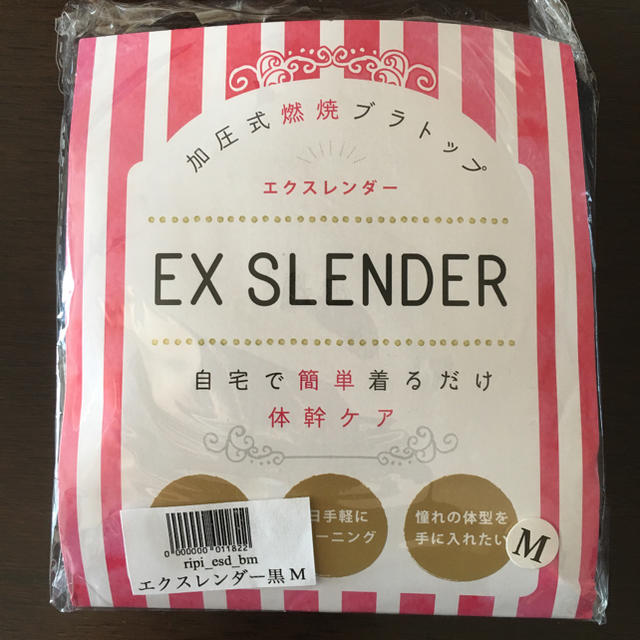 加圧式燃焼ブラトップ
エクスレンダー
EX SLENDER
自宅で簡単着るだけ
体幹ケア
日手軽に
ーニング
憧れの体型を
手に入れたい
M
0 000000 011822
ripi_esd_bm
エクスレンダー黒 M